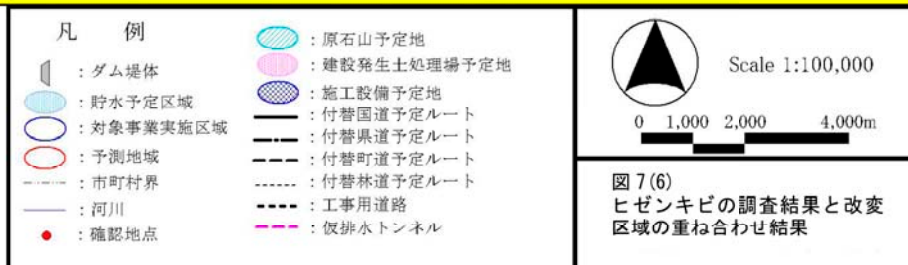 凡 例
: ダム堤体
: 貯水予定区域
: 対象事業実施区域
: 予測地域
: 市町村界
: 河川
: 確認地点
: 原石山予定地
: 建設発生土処理場予定地
: 施工設備予定地
: 付替国道予定ルート
: 付替県道予定ルート
: 付替町道予定ルート
: 付替林道予定ルート
: 工事用道路
: 仮排水トンネル
Scale 1:100,000
0 1,000 2,000 4,000m
図 7(6)
ヒゼンキビの調査結果と改変
区域の重ね合わせ結果